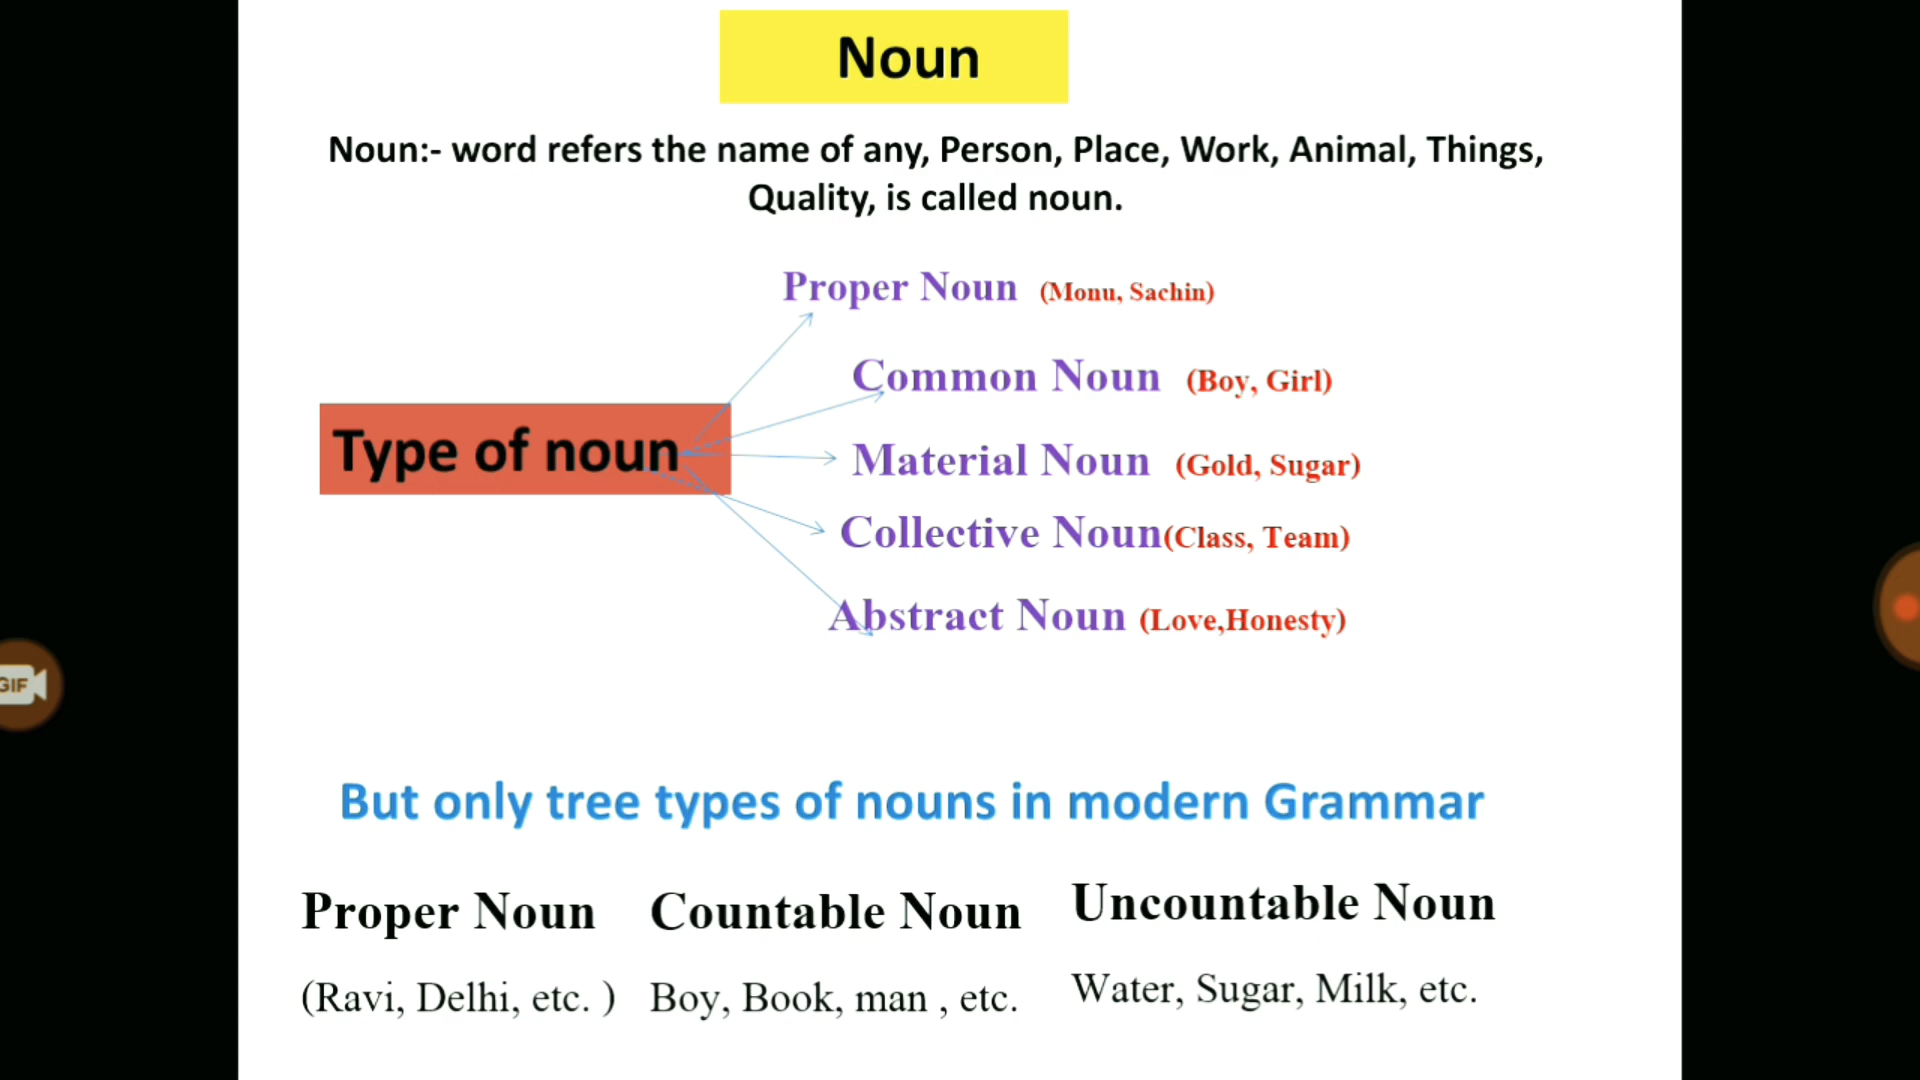 Noun
Noun:- word refers the name of any, Person, Place, Work, Animal, Things,
Quality, is called noun.
Proper Noun (Monu, Sachin)
Common Noun (Boy, Girl)
Type of noun
Material Noun (Gold, Sugar)
Collective Noun(Class, Team)
Abstract Noun (Love,Honesty)
GIF
But only tree types of nouns in modern Grammar
Proper Noun
(Ravi, Delhi, etc. )
Countable Noun
Boy, Book, man , etc.
Uncountable Noun
Water, Sugar, Milk, etc.